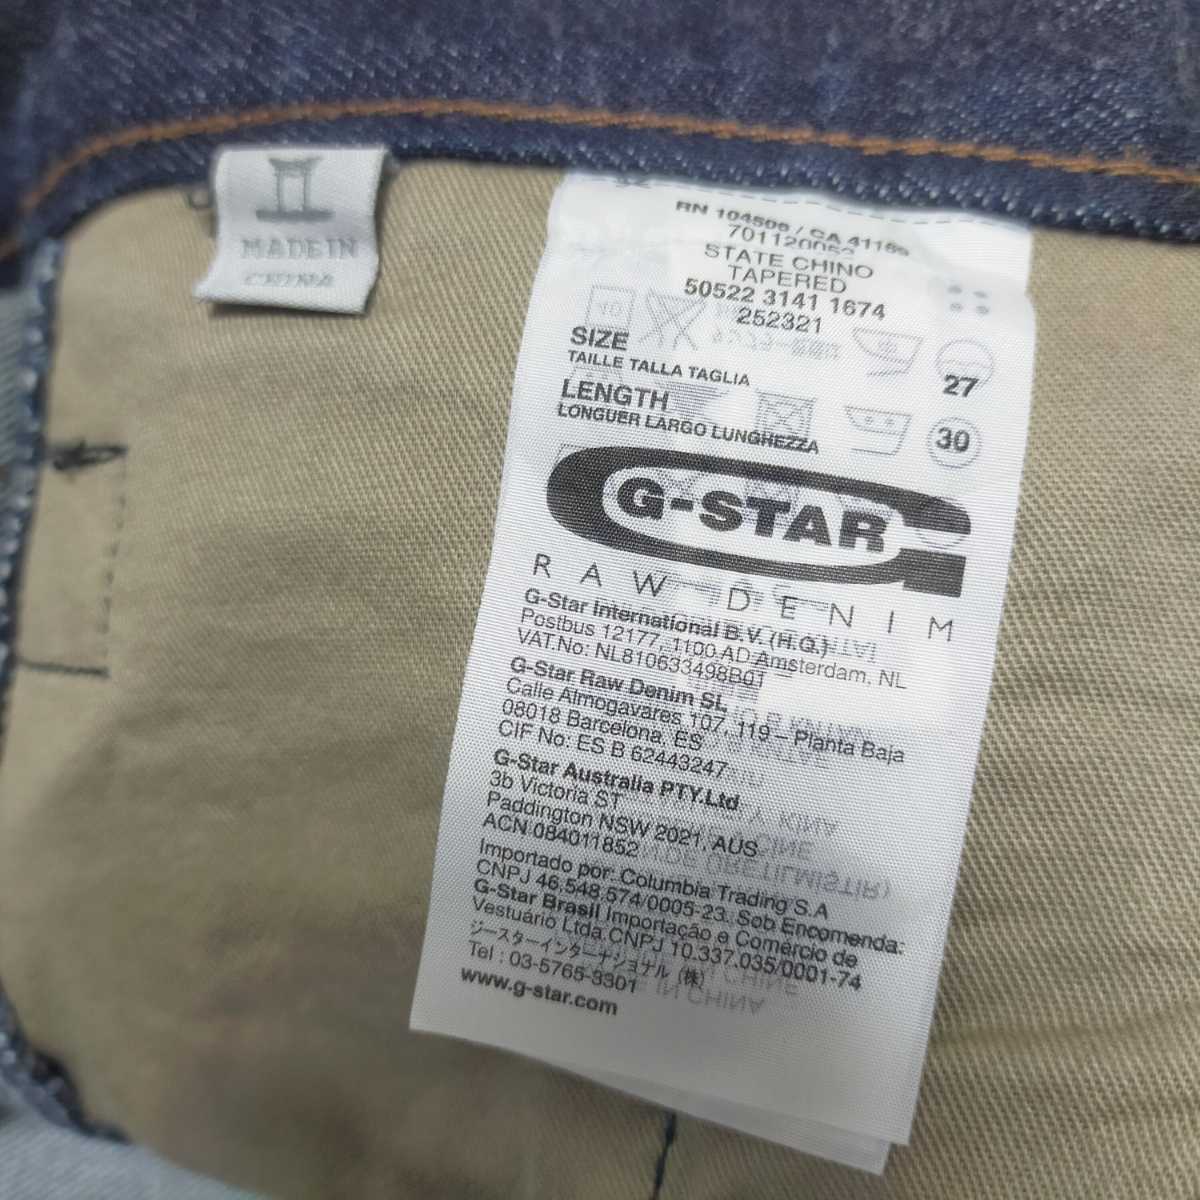 MADE IN
CHINA
RN 104506 / CA 41165
STATE CHINO
TAPERED
50522 3141 1674
252321
SIZE
TAILLE TALLA TAGLIA
27
LENGTH
LONGUER LARGO LUNGHEZZA
30
G-STAR
RAW DENIM
G-Star International B.V. (H.Q.)
Postbus 12177, 1100 AD Amsterdam, NL
VAT.No: NL810633498B01
G-Star Raw Denim SL
Calle Almogavares 107, 119 – Planta Baja
08018 Barcelona, ES
CIF No: ES B 62443247
G-Star Australia PTY.Ltd
3b Victoria ST
Paddington NSW 2021, AUS
ACN 084011852
Importado por: Columbia Trading S.A
CNPJ 46.548.574/0005-23. Sob Encomenda:
G-Star Brasil Importação e Comércio de
Vestuário Ltda.CNPJ 10.337.035/0001-74
ジースターインターナショナル (株)
Tel : 03-5765-3301
www.g-star.com